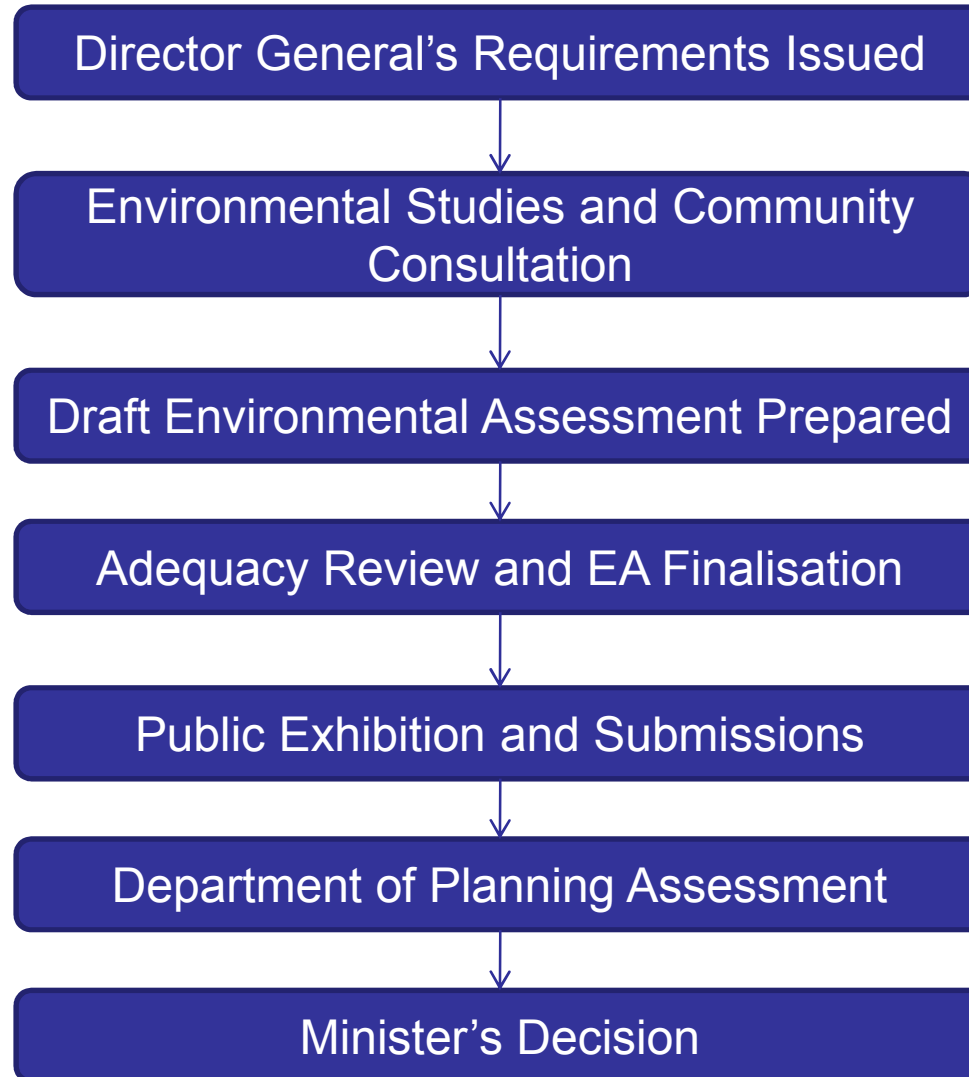 Director General’s Requirements Issued
Environmental Studies and Community
Consultation
Draft Environmental Assessment Prepared
Adequacy Review and EA Finalisation
Public Exhibition and Submissions
Department of Planning Assessment
Minister’s Decision